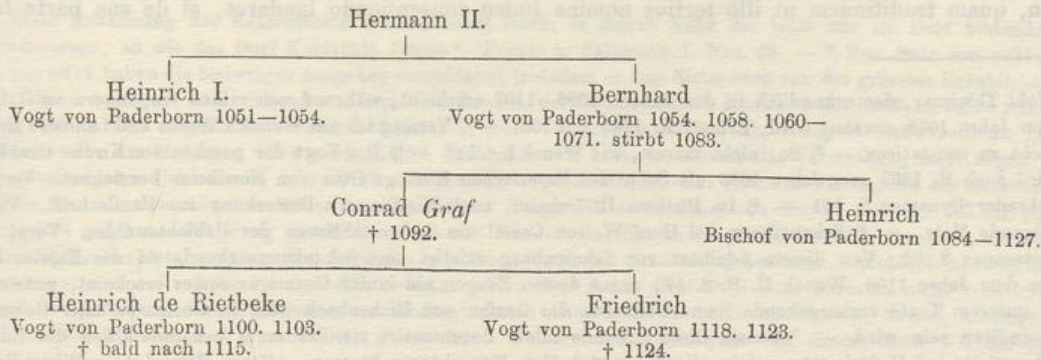 Hermann II.
Heinrich I.
Vogt von Paderborn 1051—1054.
Bernhard
Vogt von Paderborn 1054. 1058. 1060—
1071. stirbt 1083.
Conrad Graf
† 1092.
Heinrich
Bischof von Paderborn 1084—1127.
Heinrich de Rietbeke
Vogt von Paderborn 1100. 1103.
† bald nach 1115.
Friedrich
Vogt von Paderborn 1118. 1123.
† 1124.